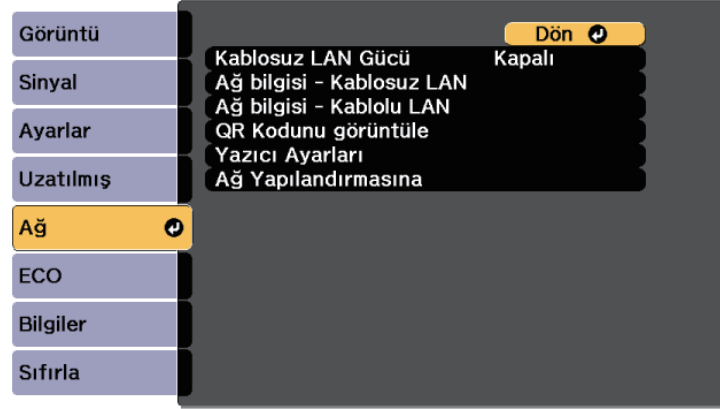 Görüntü
Sinyal
Ayarlar
Uzatılmış
Ağ
ECO
Bilgiler
Sıfırla
Dön
Kablosuz LAN Gücü Kapalı
Ağ bilgisi - Kablosuz LAN
Ağ bilgisi - Kablolu LAN
QR Kodunu görüntüle
Yazıcı Ayarları
Ağ Yapılandırmasına